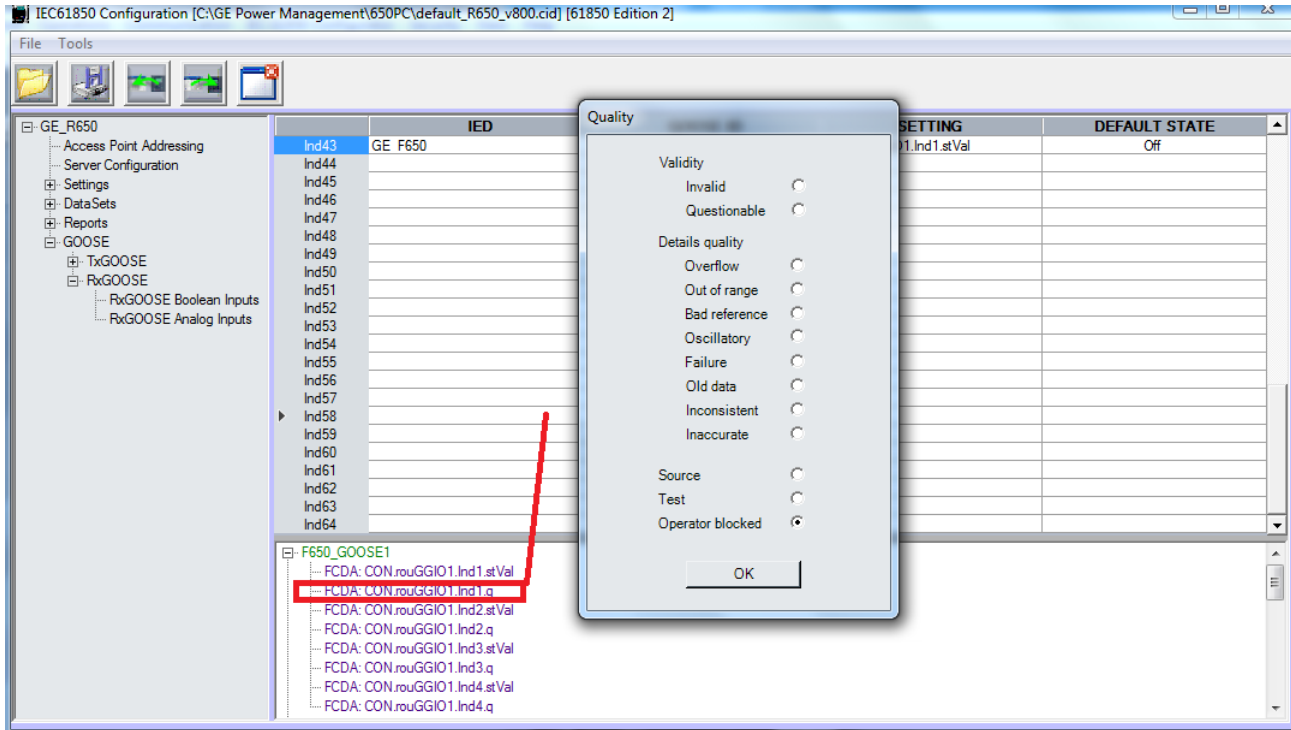 IEC61850 Configuration [C:\GE Power Management\650PC\default_R650_v800.cid] [61850 Edition 2]
File Tools
GE_R650
Access Point Addressing
Server Configuration
Settings
DataSets
Reports
GOOSE
TxGOOSE
RxGOOSE
RxGOOSE Boolean Inputs
RxGOOSE Analog Inputs
IED SETTING DEFAULT STATE
Ind43 GE F650 1.Ind1.stVal Off
Ind44
Ind45
Ind46
Ind47
Ind48
Ind49
Ind50
Ind51
Ind52
Ind53
Ind54
Ind55
Ind56
Ind57
Ind58
Ind59
Ind60
Ind61
Ind62
Ind63
Ind64
F650_GOOSE1
FCDA: CON.rouGGIO1.Ind1.stVal
FCDA: CON.rouGGIO1.Ind1.q
FCDA: CON.rouGGIO1.Ind2.stVal
FCDA: CON.rouGGIO1.Ind2.q
FCDA: CON.rouGGIO1.Ind3.stVal
FCDA: CON.rouGGIO1.Ind3.q
FCDA: CON.rouGGIO1.Ind4.stVal
FCDA: CON.rouGGIO1.Ind4.q
Quality
Validity
Invalid
Questionable
Details quality
Overflow
Out of range
Bad reference
Oscillatory
Failure
Old data
Inconsistent
Inaccurate
Source
Test
Operator blocked
OK